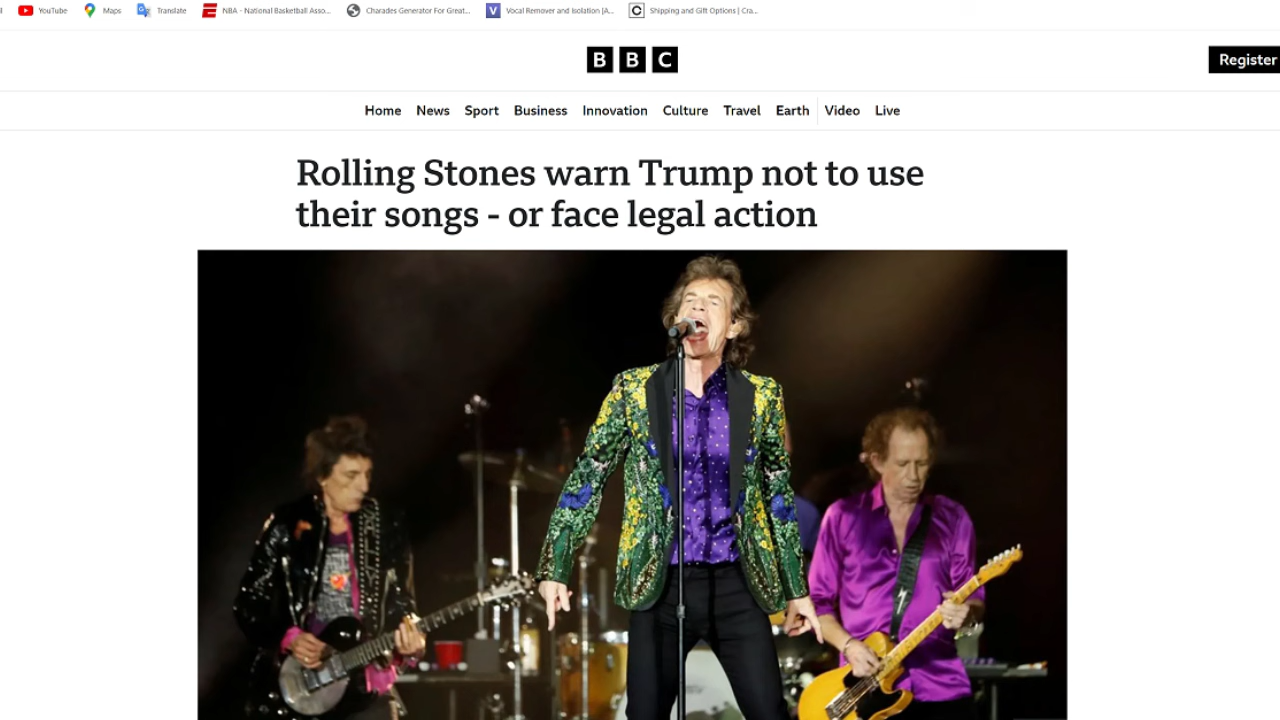 YouTube Maps Translate NBA - National Basketball Asso... Charades Generator For Great... Vocal Remover and Isolation [A... Shipping and Gift Options | Cra...
BBC
Register
Home News Sport Business Innovation Culture Travel Earth Video Live
Rolling Stones warn Trump not to use
their songs - or face legal action